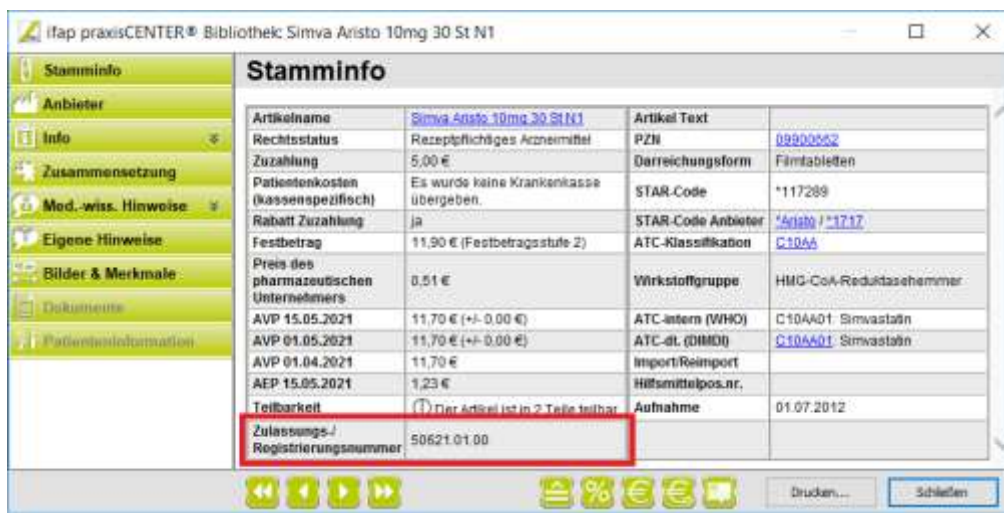 ifap praxisCENTER® Bibliothek: Simva Aristo 10mg 30 St N1
Stamminfo
Anbieter
Info
Zusammensetzung
Med.-wiss. Hinweise
Eigene Hinweise
Bilder & Merkmale
Dokumente
Patienteninformation
Stamminfo
Artikelname Simva Aristo 10mg 30 St N1 Artikel Text
Rechtsstatus Rezeptpflichtiges Arzneimittel PZN 09900662
Zuzahlung 5,00 € Darreichungsform Filmtabletten
Patientenkosten (kassenspezifisch) Es wurde keine Krankenkasse übergeben. STAR-Code *117289
Rabatt Zuzahlung ja STAR-Code Anbieter *Aristo / *1717
Festbetrag 11,90 € (Festbetragsstufe 2) ATC-Klassifikation C10AA
Preis des pharmazeutischen Unternehmers 0,51 € Wirkstoffgruppe HMG-CoA-Reduktasehemmer
AVP 15.05.2021 11,70 € (+/- 0,00 €) ATC-intern (WHO) C10AA01: Simvastatin
AVP 01.05.2021 11,70 € (+/- 0,00 €) ATC-dt. (DIMDI) C10AA01: Simvastatin
AVP 01.04.2021 11,70 € Import/Reimport
AEP 15.05.2021 1,23 € Hilfsmittelpos.nr.
Teilbarkeit Der Artikel ist in 2 Teile teilbar Aufnahme 01.07.2012
Zulassungs-/ Registrierungsnummer 50621.01.00
Drucken... Schließen